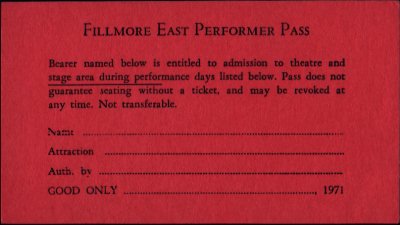 FILLMORE EAST PERFORMER PASS
Bearer named below is entitled to admission to theatre and
stage area during performance days listed below. Pass does not
guarantee seating without a ticket, and may be revoked at
any time. Not transferable.
Name ..........................................................
Attraction ..........................................................
Auth. by ..........................................................
GOOD ONLY .........................................................., 1971